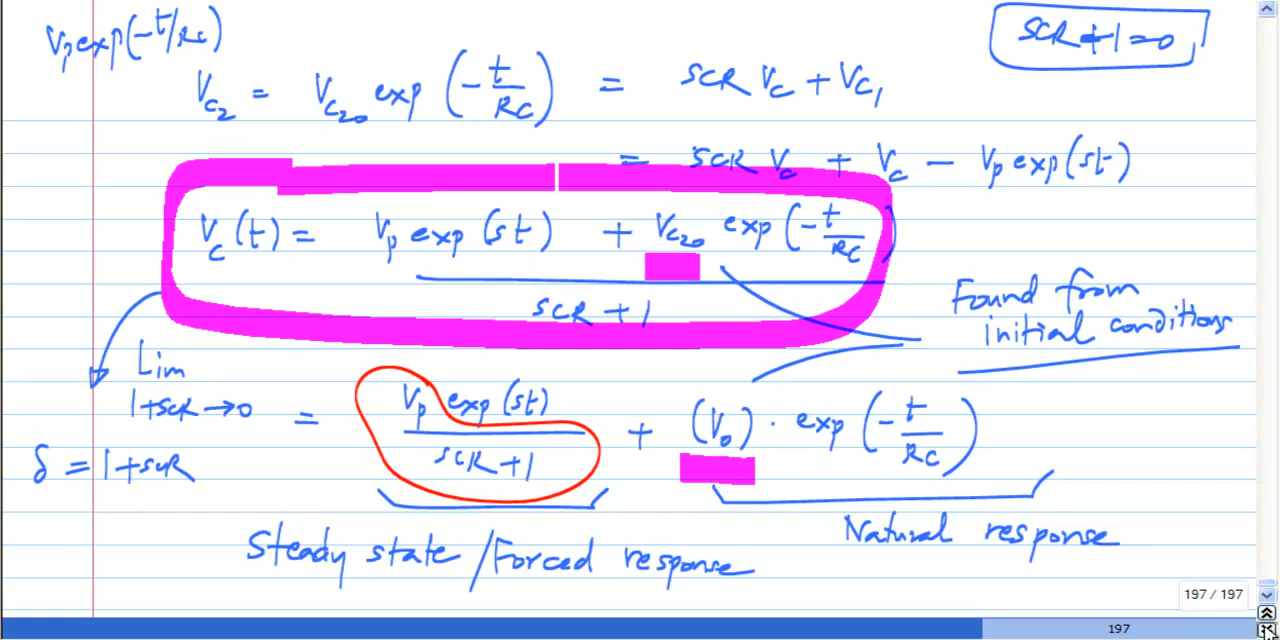 Vp exp(-t/RC)
SCR+1=0
Vc2 = Vc20 exp(-t/RC) = SCR Vc + Vc1
= SCR Vc + Vc - Vp exp(st)
Vc(t) = Vp exp(st) + Vc20 exp(-t/RC)
SCR+1
Found from
initial conditions
Lim
1+SCR→0 = Vp exp(st)/SCR+1 + (Vo) · exp(-t/RC)
δ = 1+SCR
Steady state/Forced response
Natural response
197 / 197
197